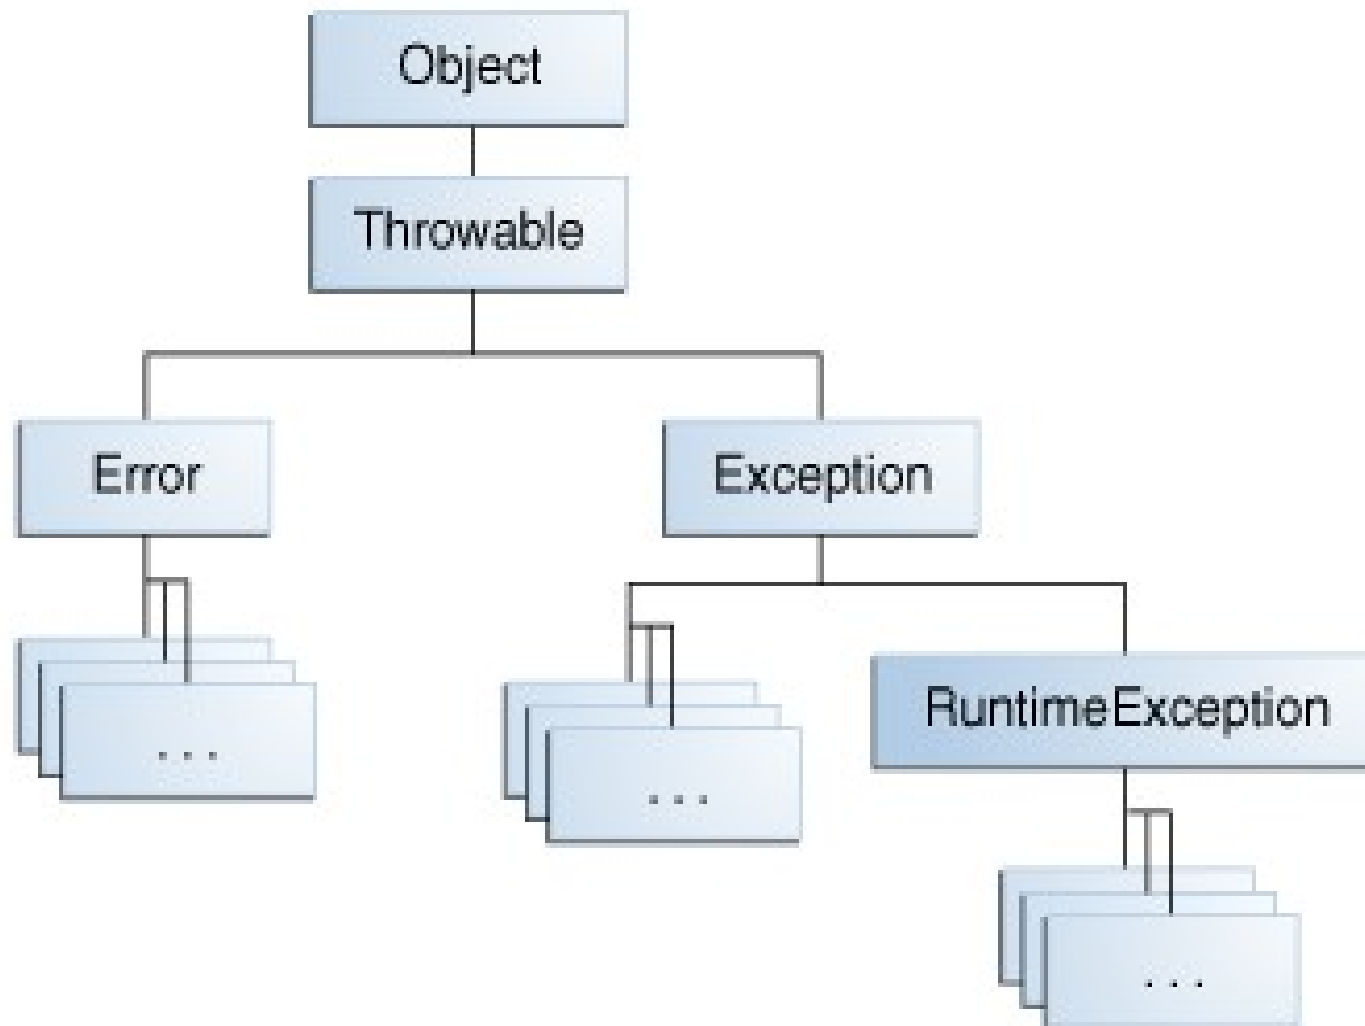 Object
Throwable
Error
Exception
RuntimeException
...
...
...